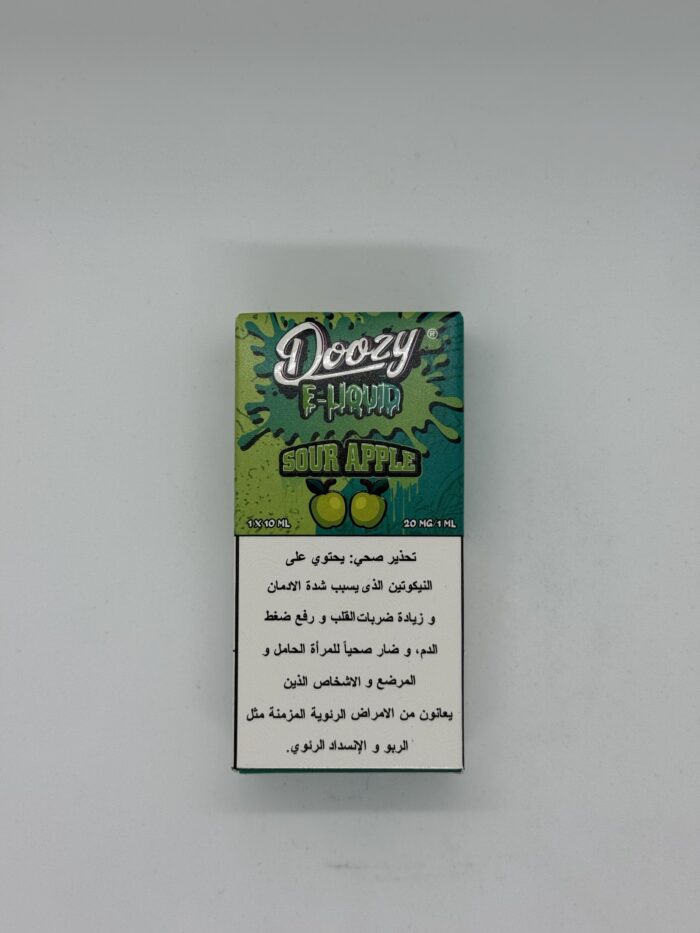 Doozy®
E-LIQUID
SOUR APPLE
1 X 10 ML 20 MG/1 ML
تحذير صحي: يحتوي على
النيكوتين الذى يسبب شدة الادمان
و زيادة ضربات القلب و رفع ضغط
الدم، و ضار صحياً للمرأة الحامل و
المرضع و الاشخاص الذين
يعانون من الامراض الرئوية المزمنة مثل
الربو و الإنسداد الرئوي.